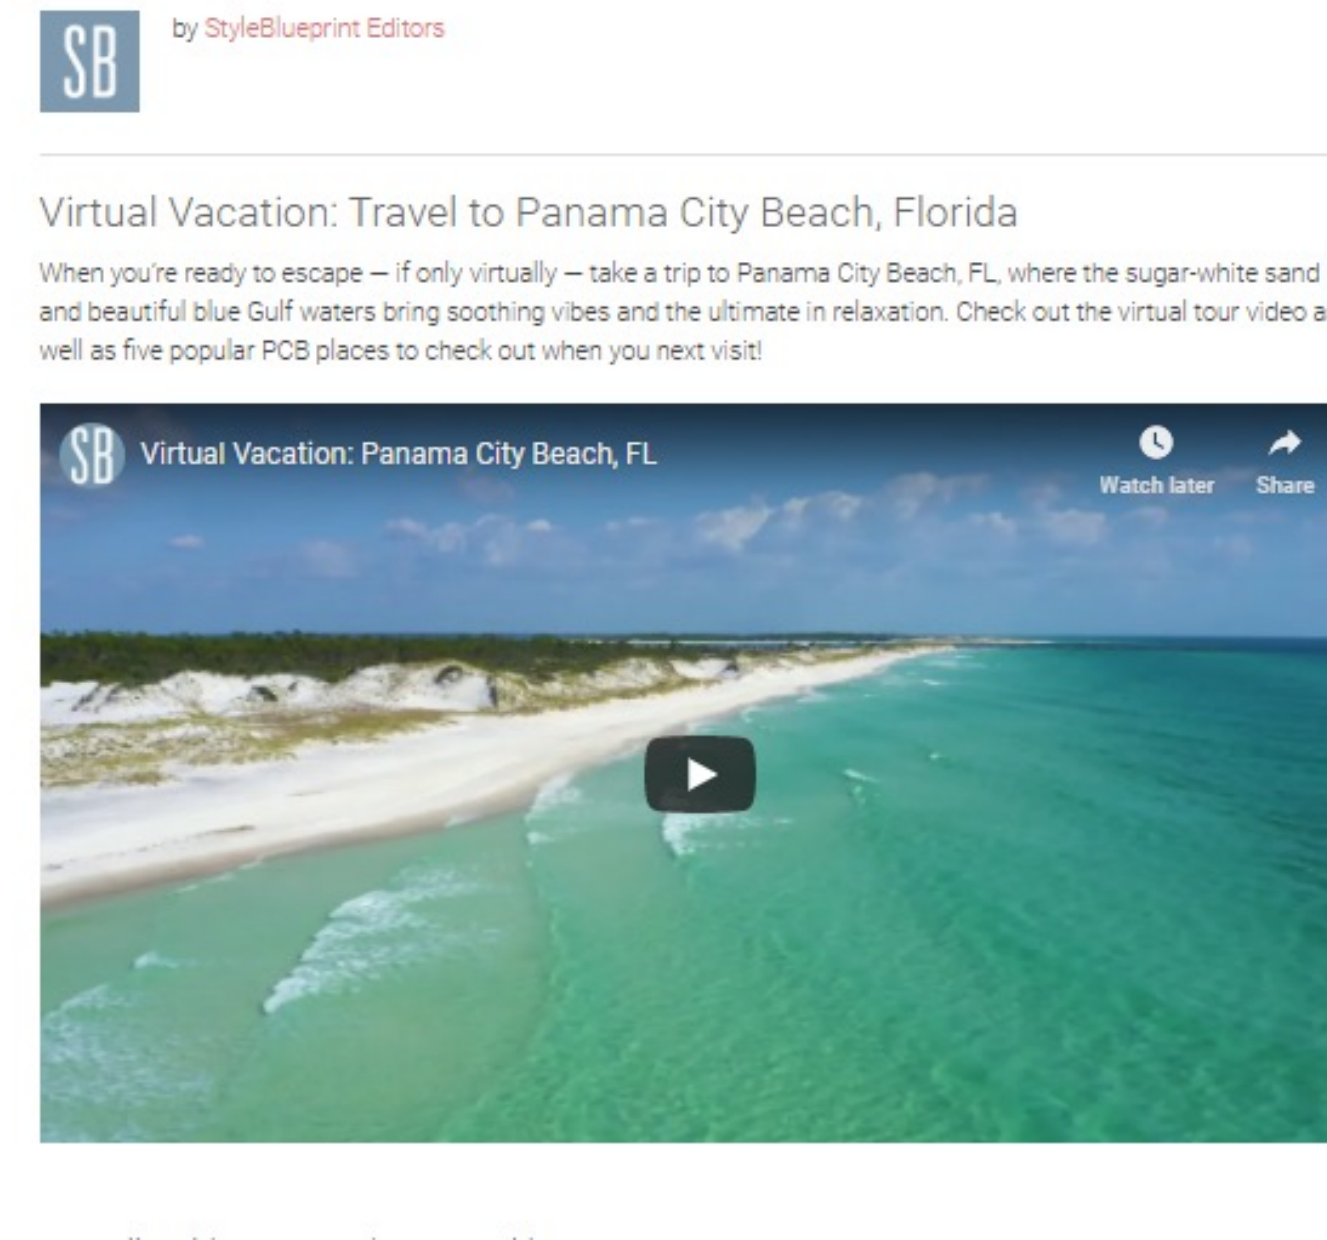 SB
by StyleBlueprint Editors
Virtual Vacation: Travel to Panama City Beach, Florida
When you're ready to escape — if only virtually — take a trip to Panama City Beach, FL, where the sugar-white sand
and beautiful blue Gulf waters bring soothing vibes and the ultimate in relaxation. Check out the virtual tour video a
well as five popular PCB places to check out when you next visit!
SB Virtual Vacation: Panama City Beach, FL
Watch later Share